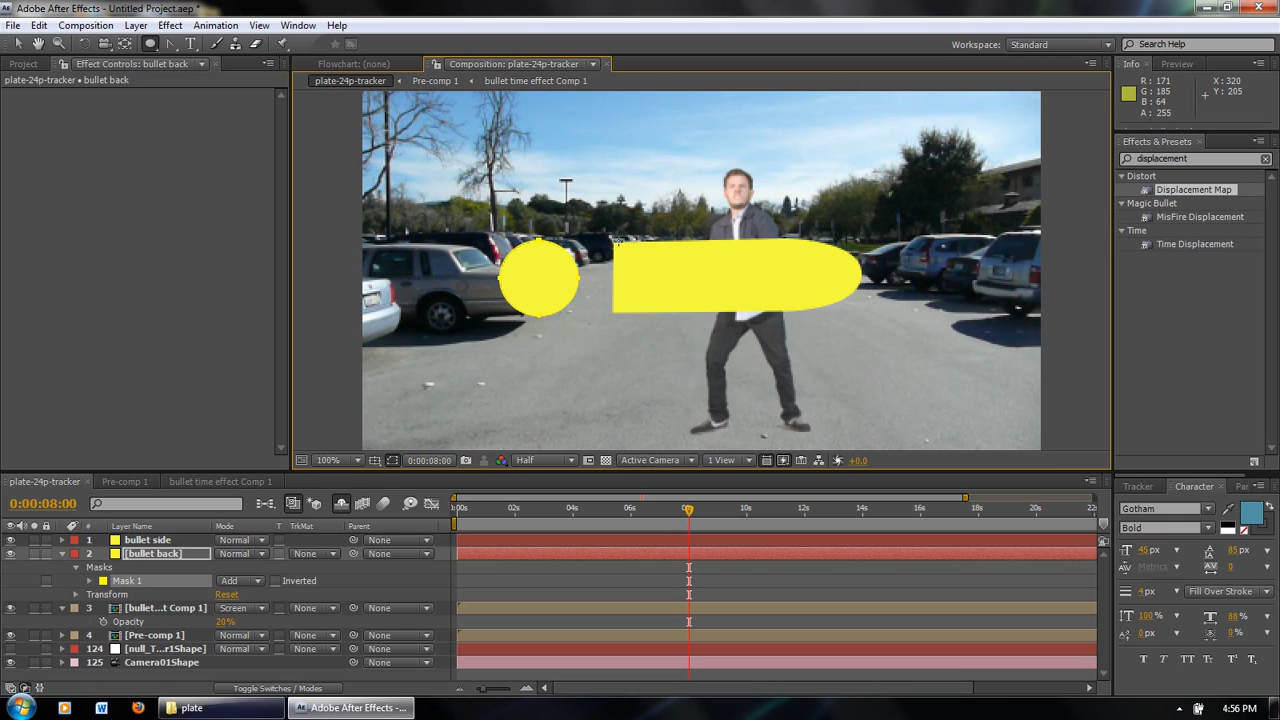 Adobe After Effects - Untitled Project.aep *
File Edit Composition Layer Effect Animation View Window Help
Workspace: Standard Search Help
Project Effect Controls: bullet back Flowchart: (none) Composition: plate-24p-tracker Info Preview
plate-24p-tracker • bullet back
plate-24p-tracker Pre-comp 1 bullet time effect Comp 1
R : 171 X : 320
G : 185 Y : 205
B : 64
A : 255
Effects & Presets
displacement
Distort
Displacement Map
Magic Bullet
MisFire Displacement
Time
Time Displacement
100% 0:00:08:00 Half Active Camera 1 View +0.0
plate-24p-tracker Pre-comp 1 bullet time effect Comp 1
Tracker Character Par
0:00:08:00
0:00s 02s 04s 06s 08s 10s 12s 14s 16s 18s 20s 22s
# Layer Name Mode T TrkMat Parent
1 bullet side Normal None
2 [bullet back] Normal None None
Masks
Mask 1 Add Inverted
Transform Reset
3 [bullet...t Comp 1] Screen None None
Opacity 20%
4 [Pre-comp 1] Normal None None
124 [null_T...r1Shape] Normal None None
125 Camera01Shape None
Toggle Switches / Modes
Gotham
Bold
45 px 85 px
Metrics 0
4 px Fill Over Stroke
100 % 88 %
0 px 0 %
T T TT Tt T¹ T₁
plate Adobe After Effects -... 4:56 PM